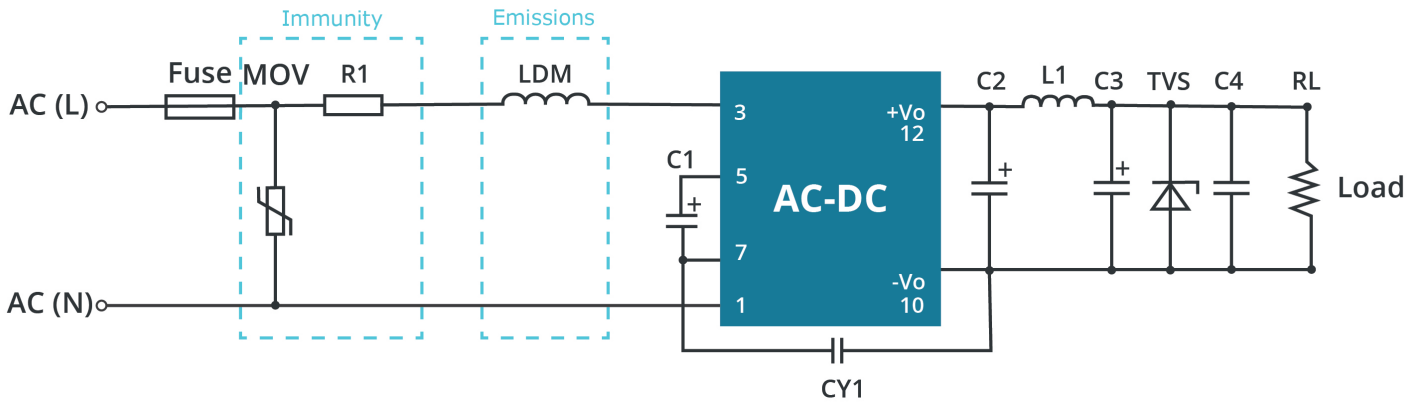 Immunity
Emissions
Fuse
MOV
R1
LDM
C2
L1
C3
TVS
C4
RL
AC (L)
3
+Vo
12
C1
+
5
AC-DC
+
+
Load
7
AC (N)
1
-Vo
10
CY1